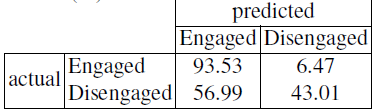 predicted
Engaged Disengaged
actual Engaged 93.53 6.47
Disengaged 56.99 43.01